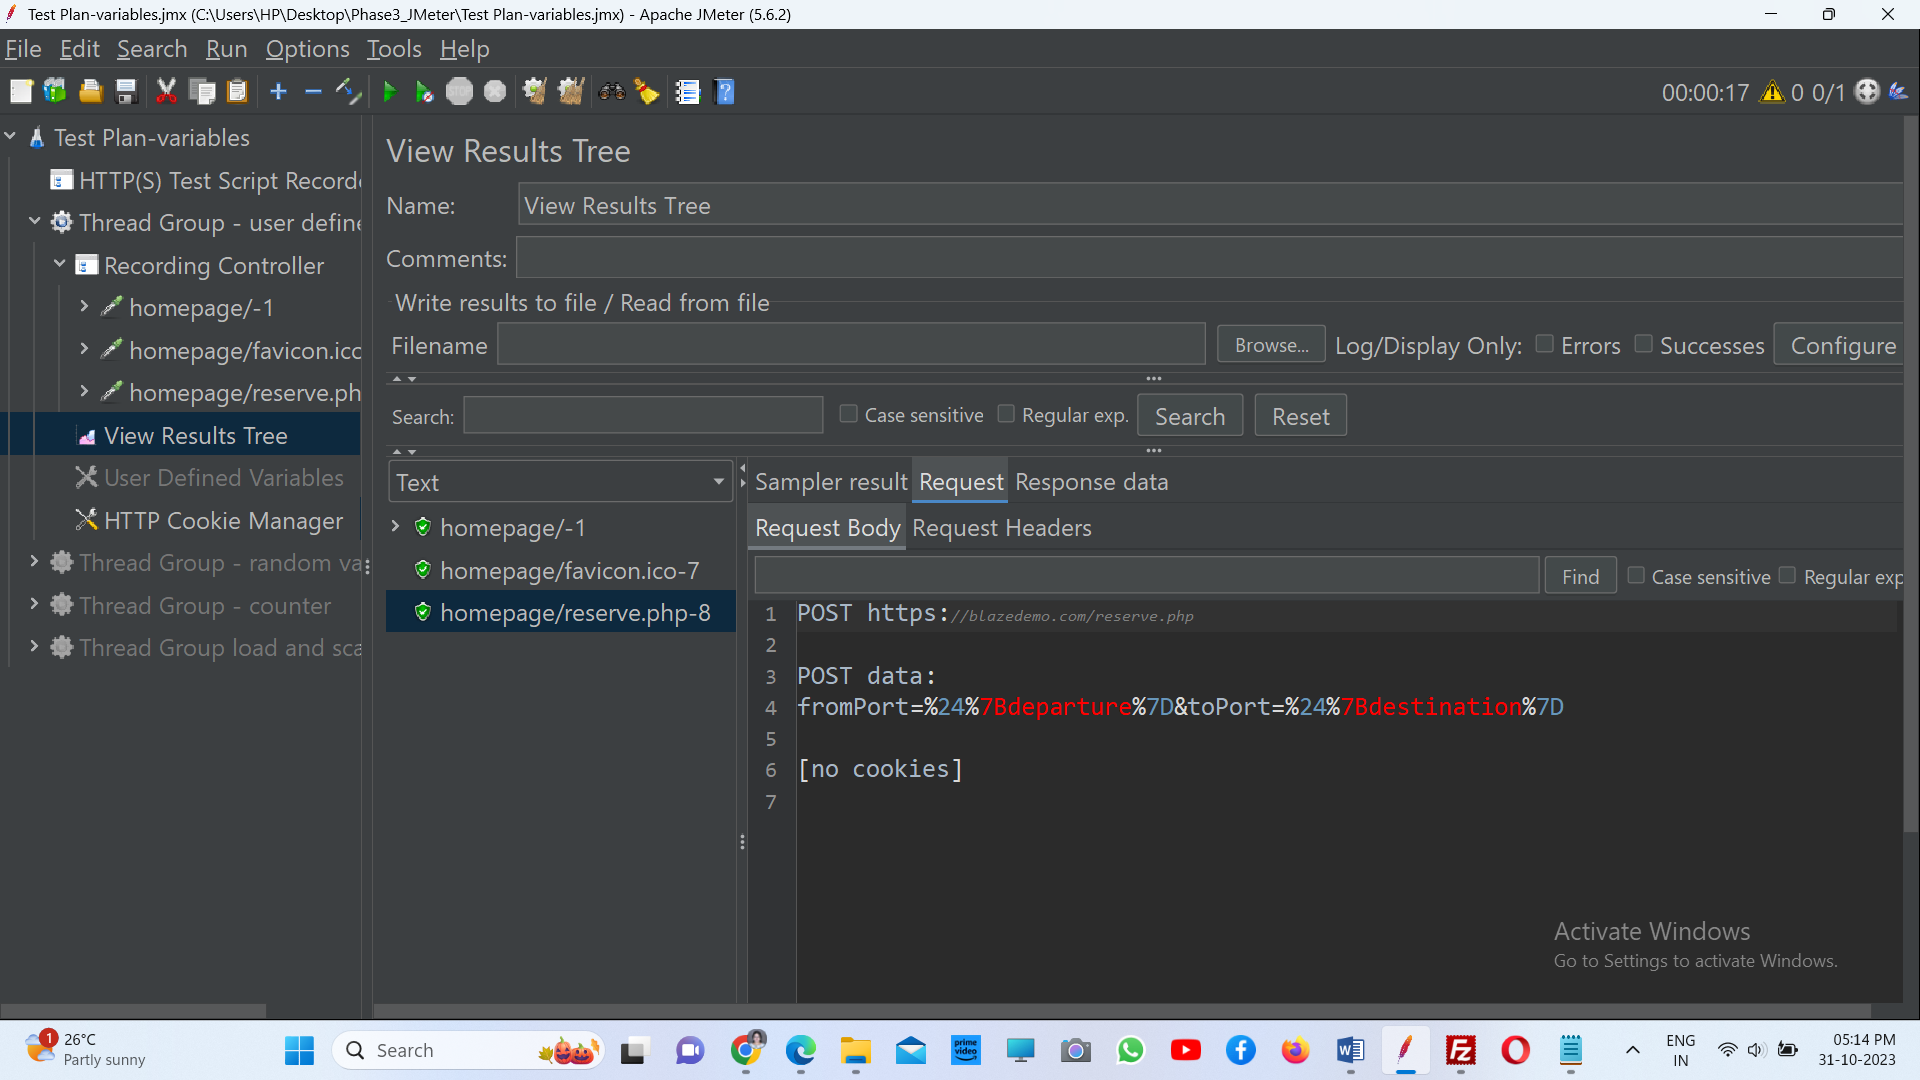 Test Plan-variables.jmx (C:\Users\HP\Desktop\Phase3_JMeter\Test Plan-variables.jmx) - Apache JMeter (5.6.2)
File Edit Search Run Options Tools Help
STOP
00:00:17 0 0/1
Test Plan-variables
HTTP(S) Test Script Recorde
Thread Group - user define
Recording Controller
homepage/-1
homepage/favicon.ico
homepage/reserve.ph
View Results Tree
User Defined Variables
HTTP Cookie Manager
Thread Group - random va
Thread Group - counter
Thread Group load and sca
View Results Tree
Name: View Results Tree
Comments:
Write results to file / Read from file
Filename Browse... Log/Display Only: Errors Successes Configure
Search: Case sensitive Regular exp. Search Reset
Text
homepage/-1
homepage/favicon.ico-7
homepage/reserve.php-8
Sampler result Request Response data
Request Body Request Headers
Find Case sensitive Regular exp
1 POST https://blazedemo.com/reserve.php
2
3 POST data:
4 fromPort=%24%7Bdeparture%7D&toPort=%24%7Bdestination%7D
5
6 [no cookies]
7
Activate Windows
Go to Settings to activate Windows.
1 26°C
Partly sunny
Search
prime video
ENG
IN
05:14 PM
31-10-2023